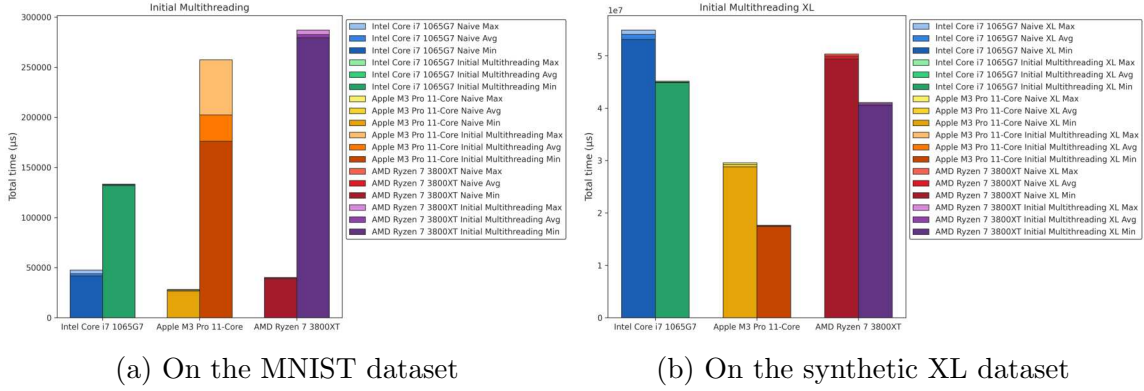 Initial Multithreading
300000
250000
200000
150000
100000
50000
0
Total time (µs)
Intel Core i7 1065G7
Apple M3 Pro 11-Core
AMD Ryzen 7 3800XT
Intel Core i7 1065G7 Naive Max
Intel Core i7 1065G7 Naive Avg
Intel Core i7 1065G7 Naive Min
Intel Core i7 1065G7 Initial Multithreading Max
Intel Core i7 1065G7 Initial Multithreading Avg
Intel Core i7 1065G7 Initial Multithreading Min
Apple M3 Pro 11-Core Naive Max
Apple M3 Pro 11-Core Naive Avg
Apple M3 Pro 11-Core Naive Min
Apple M3 Pro 11-Core Initial Multithreading Max
Apple M3 Pro 11-Core Initial Multithreading Avg
Apple M3 Pro 11-Core Initial Multithreading Min
AMD Ryzen 7 3800XT Naive Max
AMD Ryzen 7 3800XT Naive Avg
AMD Ryzen 7 3800XT Naive Min
AMD Ryzen 7 3800XT Initial Multithreading Max
AMD Ryzen 7 3800XT Initial Multithreading Avg
AMD Ryzen 7 3800XT Initial Multithreading Min
(a) On the MNIST dataset
Initial Multithreading XL
1e7
5
4
3
2
1
0
Total time (µs)
Intel Core i7 1065G7
Apple M3 Pro 11-Core
AMD Ryzen 7 3800XT
Intel Core i7 1065G7 Naive XL Max
Intel Core i7 1065G7 Naive XL Avg
Intel Core i7 1065G7 Naive XL Min
Intel Core i7 1065G7 Initial Multithreading XL Max
Intel Core i7 1065G7 Initial Multithreading XL Avg
Intel Core i7 1065G7 Initial Multithreading XL Min
Apple M3 Pro 11-Core Naive XL Max
Apple M3 Pro 11-Core Naive XL Avg
Apple M3 Pro 11-Core Naive XL Min
Apple M3 Pro 11-Core Initial Multithreading XL Max
Apple M3 Pro 11-Core Initial Multithreading XL Avg
Apple M3 Pro 11-Core Initial Multithreading XL Min
AMD Ryzen 7 3800XT Naive XL Max
AMD Ryzen 7 3800XT Naive XL Avg
AMD Ryzen 7 3800XT Naive XL Min
AMD Ryzen 7 3800XT Initial Multithreading XL Max
AMD Ryzen 7 3800XT Initial Multithreading XL Avg
AMD Ryzen 7 3800XT Initial Multithreading XL Min
(b) On the synthetic XL dataset